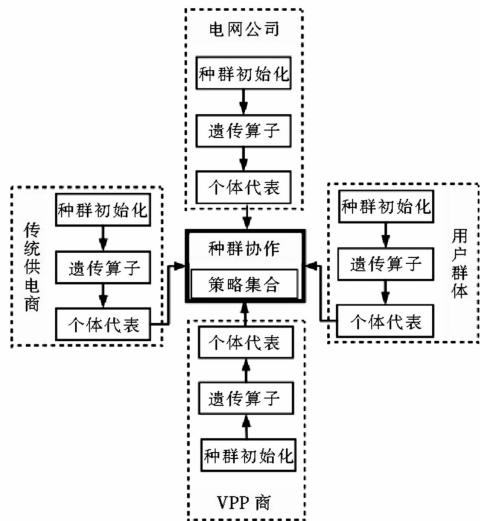 电网公司
种群初始化
遗传算子
个体代表
传统供电商
种群初始化
遗传算子
个体代表
种群协作
策略集合
种群初始化
遗传算子
个体代表
用户群体
个体代表
遗传算子
种群初始化
VPP 商